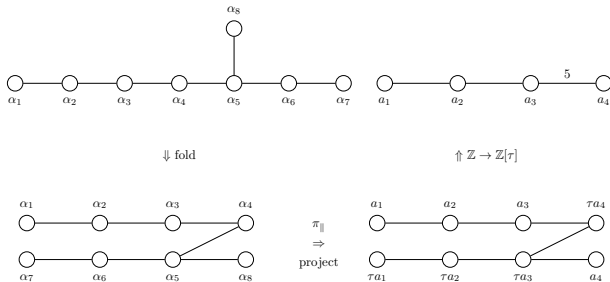 α₈
5
α₁ α₂ α₃ α₄ α₅ α₆ α₇ a₁ a₂ a₃ a₄
⇓ fold ⇑ ℤ → ℤ[τ]
α₁ α₂ α₃ α₄ a₁ a₂ a₃ τa₄
π∥
⇒
project
α₇ α₆ α₅ α₈ τa₁ τa₂ τa₃ a₄